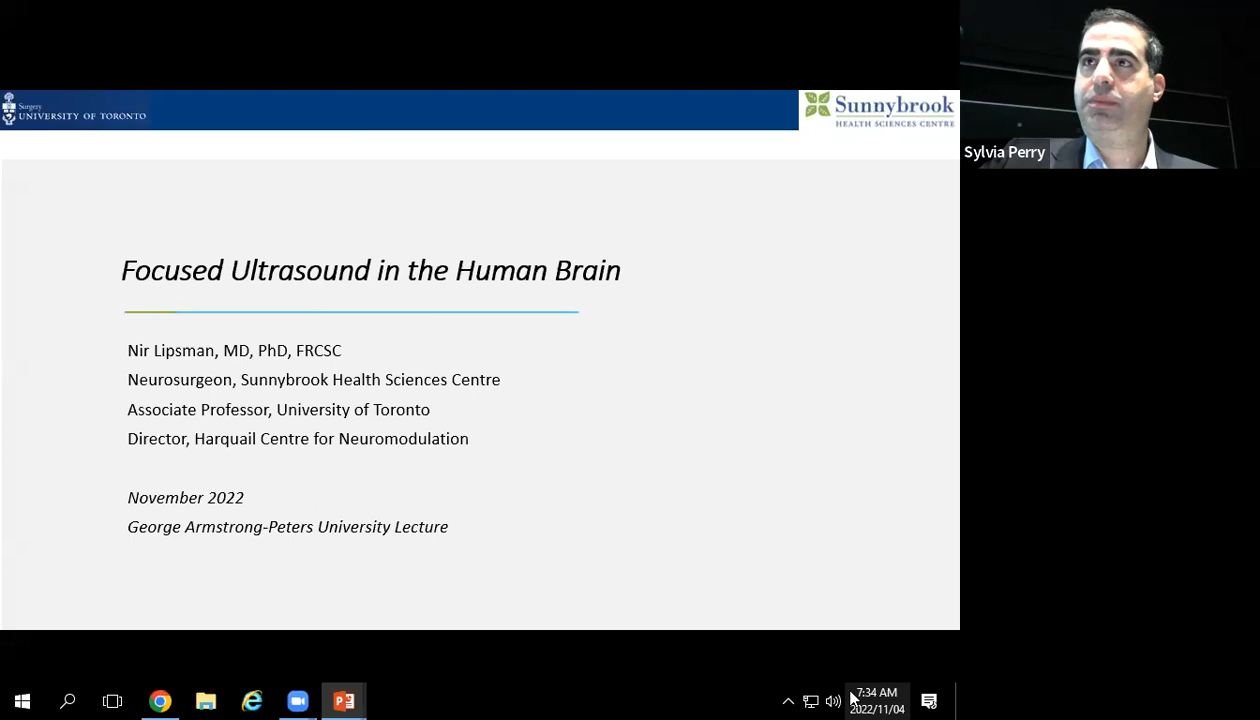 Surgery
UNIVERSITY OF TORONTO
Sunnybrook
HEALTH SCIENCES CENTRE
Sylvia Perry
Focused Ultrasound in the Human Brain
Nir Lipsman, MD, PhD, FRCSC
Neurosurgeon, Sunnybrook Health Sciences Centre
Associate Professor, University of Toronto
Director, Harquail Centre for Neuromodulation
November 2022
George Armstrong-Peters University Lecture
7:34 AM
2022/11/04